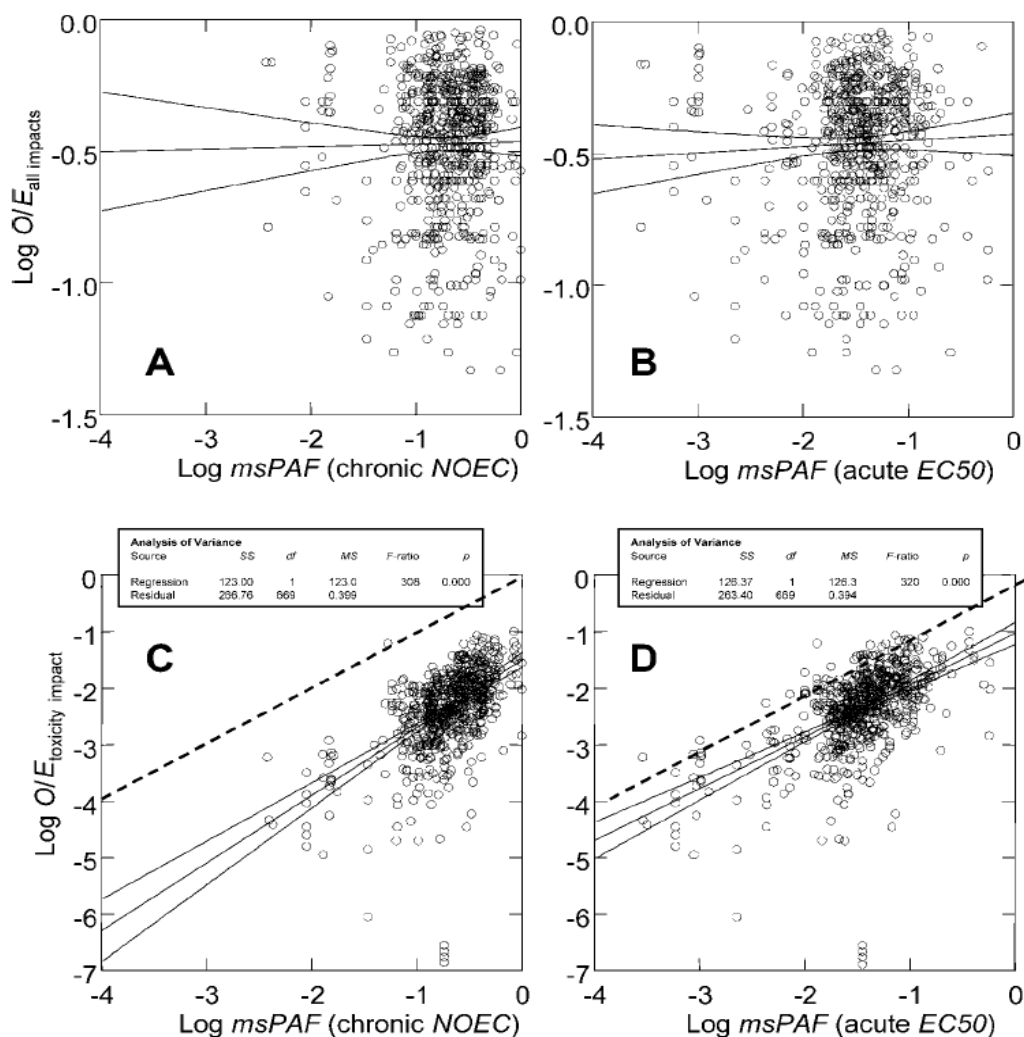 0.0
-0.5
-1.0
-1.5
Log O/E all impacts
A
-4 -3 -2 -1 0
Log msPAF (chronic NOEC)
0.0
-0.5
-1.0
-1.5
B
-4 -3 -2 -1 0
Log msPAF (acute EC50)
Analysis of Variance
Source SS df MS F-ratio p
Regression 123.00 1 123.0 308 0.000
Residual 266.76 669 0.399
0
-1
-2
-3
-4
-5
-6
-7
Log O/E toxicity impact
C
-4 -3 -2 -1 0
Log msPAF (chronic NOEC)
Analysis of Variance
Source SS df MS F-ratio p
Regression 126.37 1 126.3 320 0.000
Residual 263.40 669 0.394
0
-1
-2
-3
-4
-5
-6
-7
D
-4 -3 -2 -1 0
Log msPAF (acute EC50)